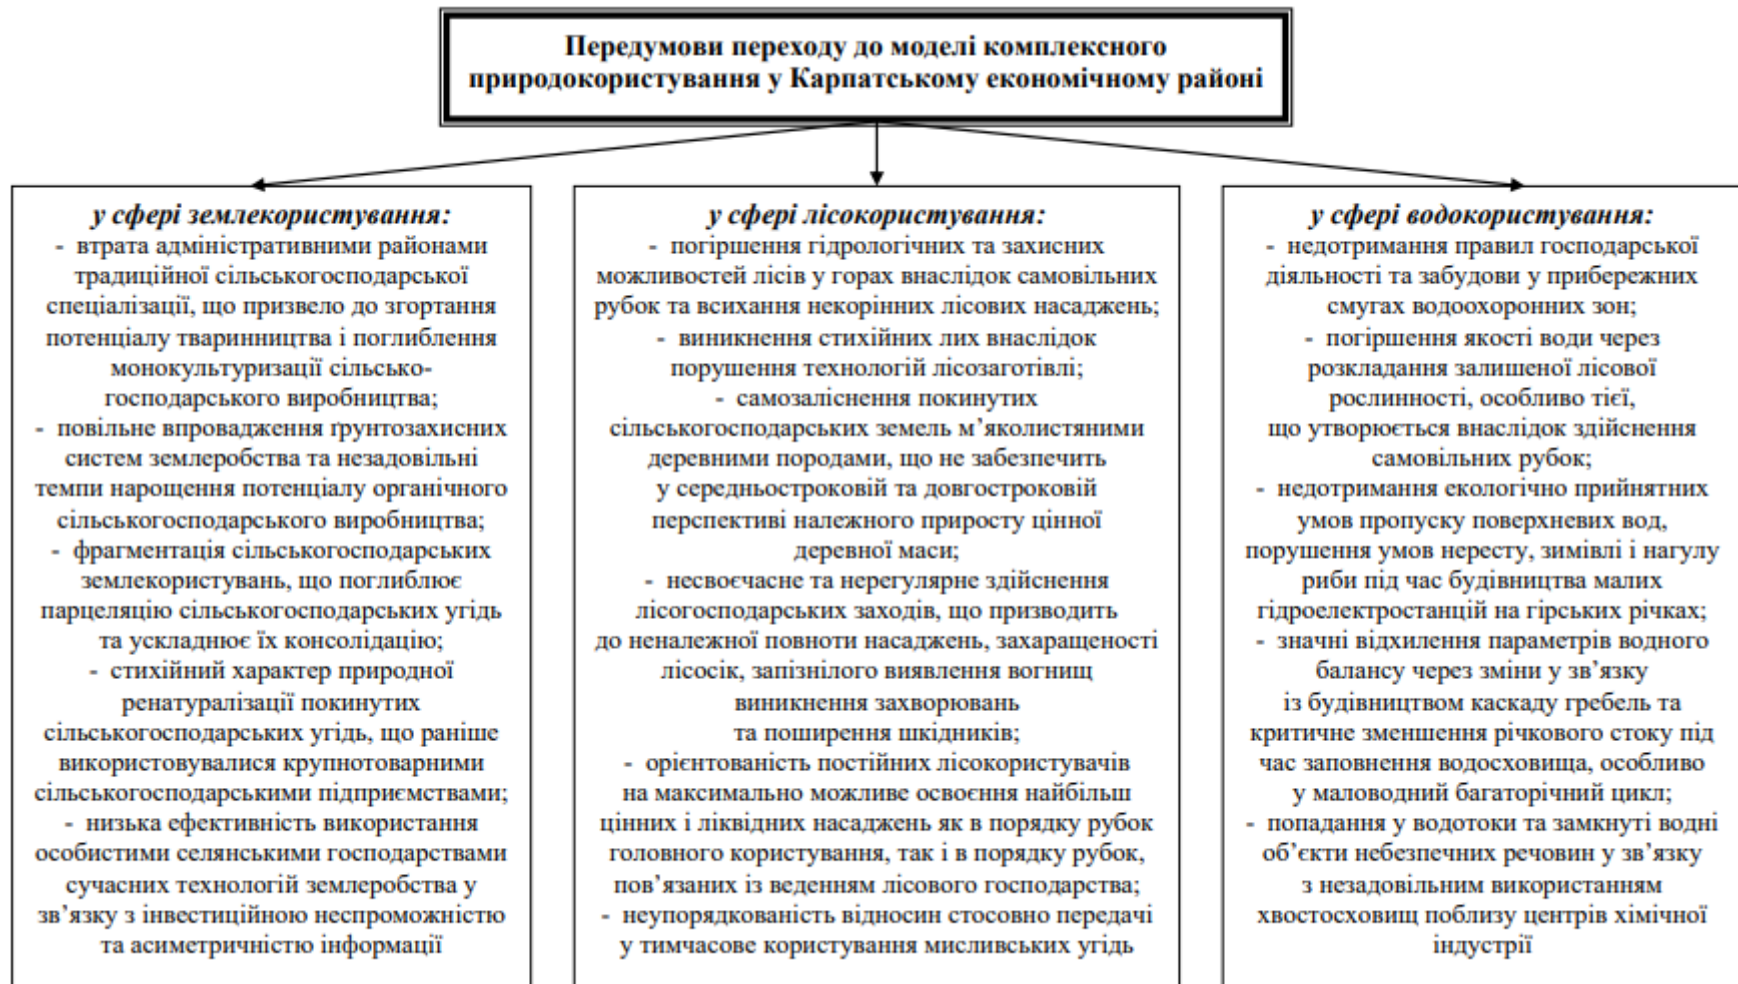 Передумови переходу до моделі комплексного
природокористування у Карпатському економічному районі
у сфері землекористування:
- втрата адміністративними районами
традиційної сільськогосподарської
спеціалізації, що призвело до згортання
потенціалу тваринництва і поглиблення
монокультуризації сільсько-
господарського виробництва;
- повільне впровадження ґрунтозахисних
систем землеробства та незадовільні
темпи нарощення потенціалу органічного
сільськогосподарського виробництва;
- фрагментація сільськогосподарських
землекористувань, що поглиблює
парцеляцію сільськогосподарських угідь
та ускладнює їх консолідацію;
- стихійний характер природної
ренатуралізації покинутих
сільськогосподарських угідь, що раніше
використовувалися крупнотоварними
сільськогосподарськими підприємствами;
- низька ефективність використання
особистими селянськими господарствами
сучасних технологій землеробства у
зв’язку з інвестиційною неспроможністю
та асиметричністю інформації
у сфері лісокористування:
- погіршення гідрологічних та захисних
можливостей лісів у горах внаслідок самовільних
рубок та всихання некорінних лісових насаджень;
- виникнення стихійних лих внаслідок
порушення технологій лісозаготівлі;
- самозаліснення покинутих
сільськогосподарських земель м’яколистяними
деревними породами, що не забезпечить
у середньостроковій та довгостроковій
перспективі належного приросту цінної
деревної маси;
- несвоєчасне та нерегулярне здійснення
лісогосподарських заходів, що призводить
до неналежної повноти насаджень, захаращеності
лісосік, запізнілого виявлення вогнищ
виникнення захворювань
та поширення шкідників;
- орієнтованість постійних лісокористувачів
на максимально можливе освоєння найбільш
цінних і ліквідних насаджень як в порядку рубок
головного користування, так і в порядку рубок,
пов’язаних із веденням лісового господарства;
- неупорядкованість відносин стосовно передачі
у тимчасове користування мисливських угідь
у сфері водокористування:
- недотримання правил господарської
діяльності та забудови у прибережних
смугах водоохоронних зон;
- погіршення якості води через
розкладання залишеної лісової
рослинності, особливо тієї,
що утворюється внаслідок здійснення
самовільних рубок;
- недотримання екологічно прийнятних
умов пропуску поверхневих вод,
порушення умов нересту, зимівлі і нагулу
риби під час будівництва малих
гідроелектростанцій на гірських річках;
- значні відхилення параметрів водного
балансу через зміни у зв’язку
із будівництвом каскаду гребель та
критичне зменшення річкового стоку під
час заповнення водосховища, особливо
у маловодний багаторічний цикл;
- попадання у водотоки та замкнуті водні
об’єкти небезпечних речовин у зв’язку
з незадовільним використанням
хвостосховищ поблизу центрів хімічної
індустрії